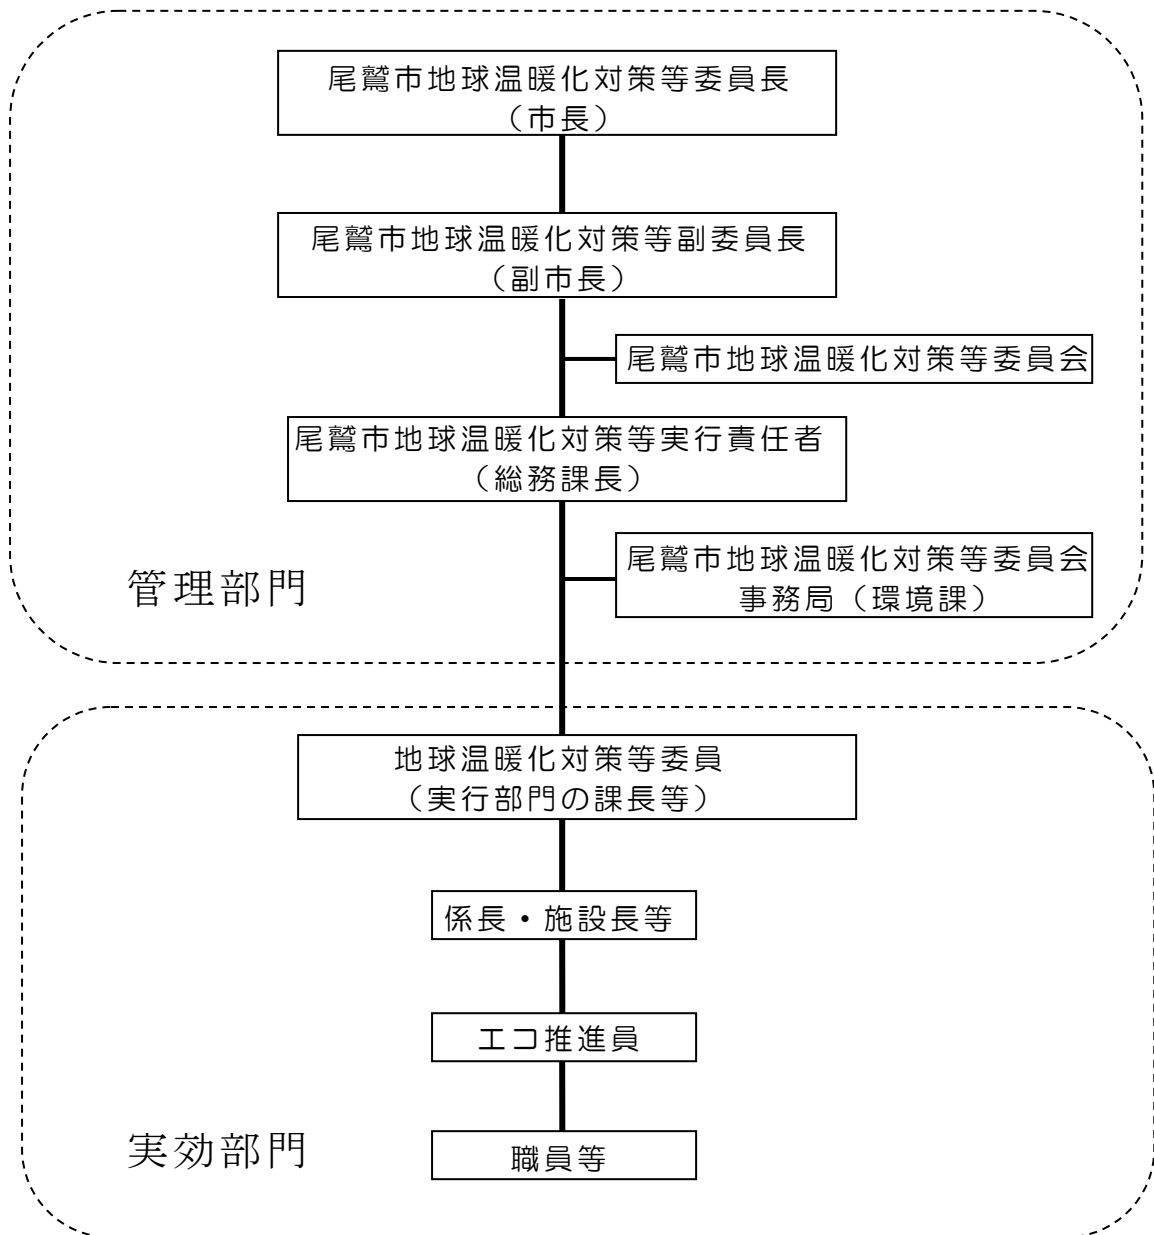 尾鷲市地球温暖化対策等委員長
（市長）
尾鷲市地球温暖化対策等副委員長
（副市長）
尾鷲市地球温暖化対策等委員会
尾鷲市地球温暖化対策等実行責任者
（総務課長）
尾鷲市地球温暖化対策等委員会
事務局（環境課）
管理部門
地球温暖化対策等委員
（実行部門の課長等）
係長・施設長等
エコ推進員
実効部門
職員等